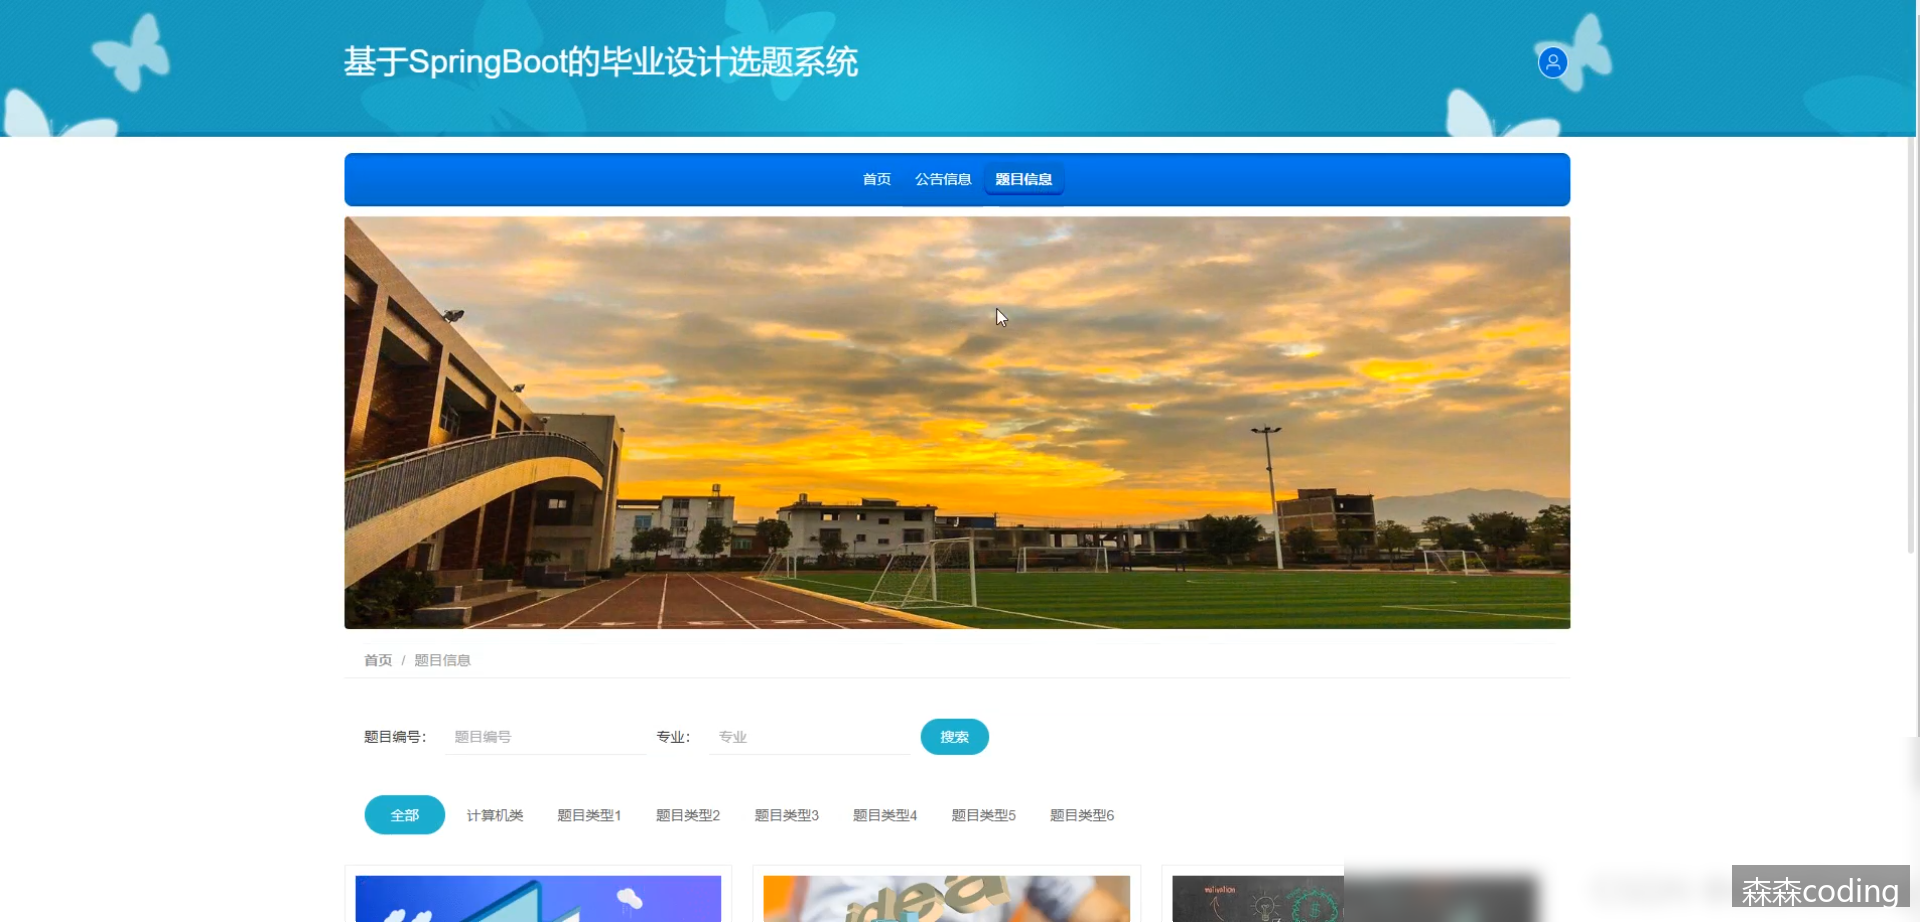 基于SpringBoot的毕业设计选题系统
首页 公告信息 题目信息
首页 / 题目信息
题目编号： 题目编号 专业： 专业 搜索
全部 计算机类 题目类型1 题目类型2 题目类型3 题目类型4 题目类型5 题目类型6
idea
motivation
森森coding